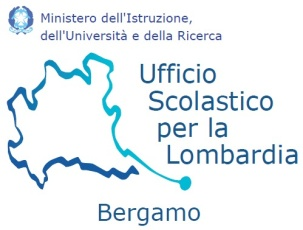 Ministero dell'Istruzione,
dell'Università e della Ricerca
Ufficio
Scolastico
per la
Lombardia
Bergamo